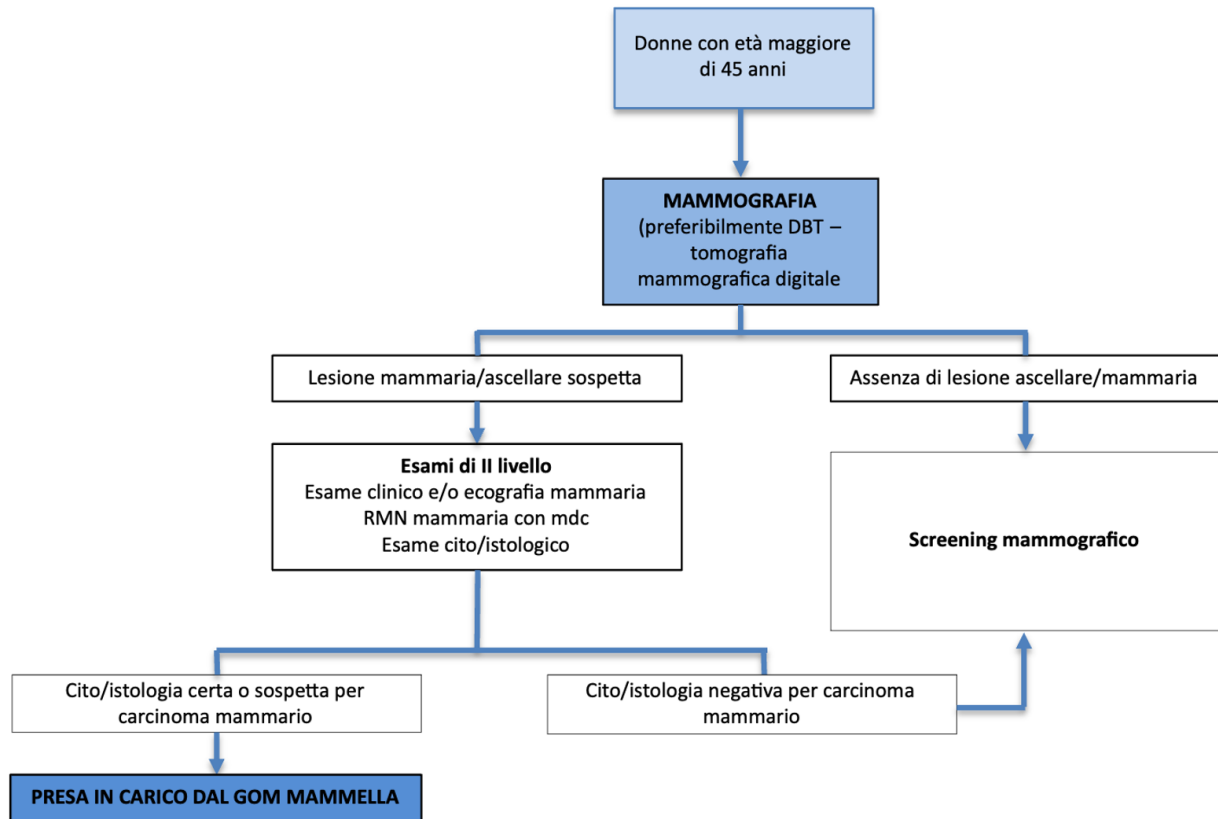 Donne con età maggiore
di 45 anni
MAMMOGRAFIA
(preferibilmente DBT –
tomografia
mammografica digitale
Lesione mammaria/ascellare sospetta
Assenza di lesione ascellare/mammaria
Esami di II livello
Esame clinico e/o ecografia mammaria
RMN mammaria con mdc
Esame cito/istologico
Screening mammografico
Cito/istologia certa o sospetta per
carcinoma mammario
Cito/istologia negativa per carcinoma
mammario
PRESA IN CARICO DAL GOM MAMMELLA